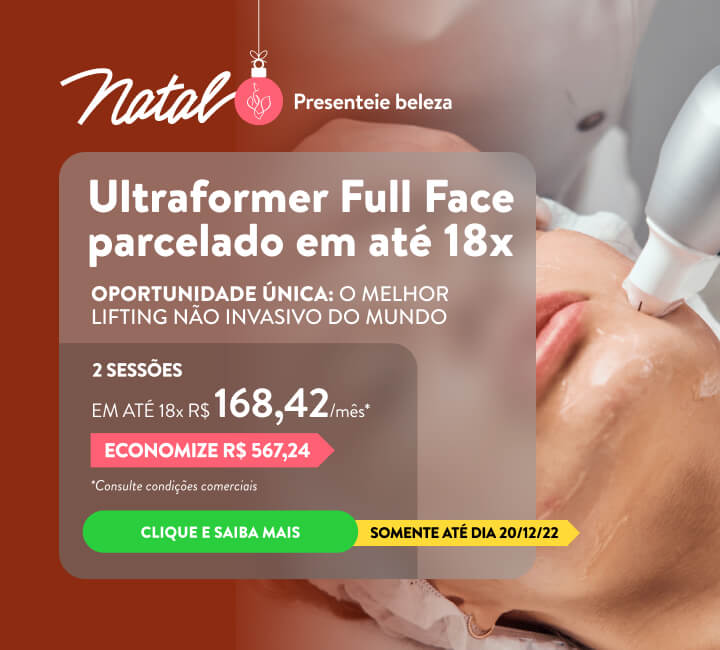 Natal
Presenteie beleza
Ultraformer Full Face
parcelado em até 18x
OPORTUNIDADE ÚNICA: O MELHOR
LIFTING NÃO INVASIVO DO MUNDO
2 SESSÕES
EM ATÉ 18x R$ 168,42/mês*
ECONOMIZE R$ 567,24
*Consulte condições comerciais
CLIQUE E SAIBA MAIS
SOMENTE ATÉ DIA 20/12/22